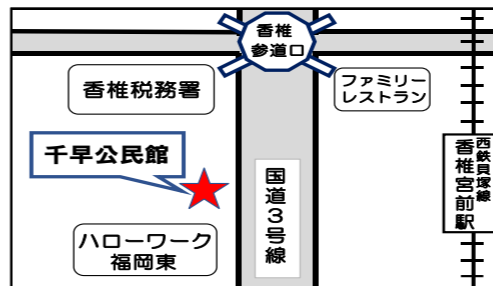 香椎
参道口
香椎税務署
ファミリー
レストラン
千早公民館
国道3号線
西鉄貝塚線
香椎宮前駅
ハローワーク
福岡東